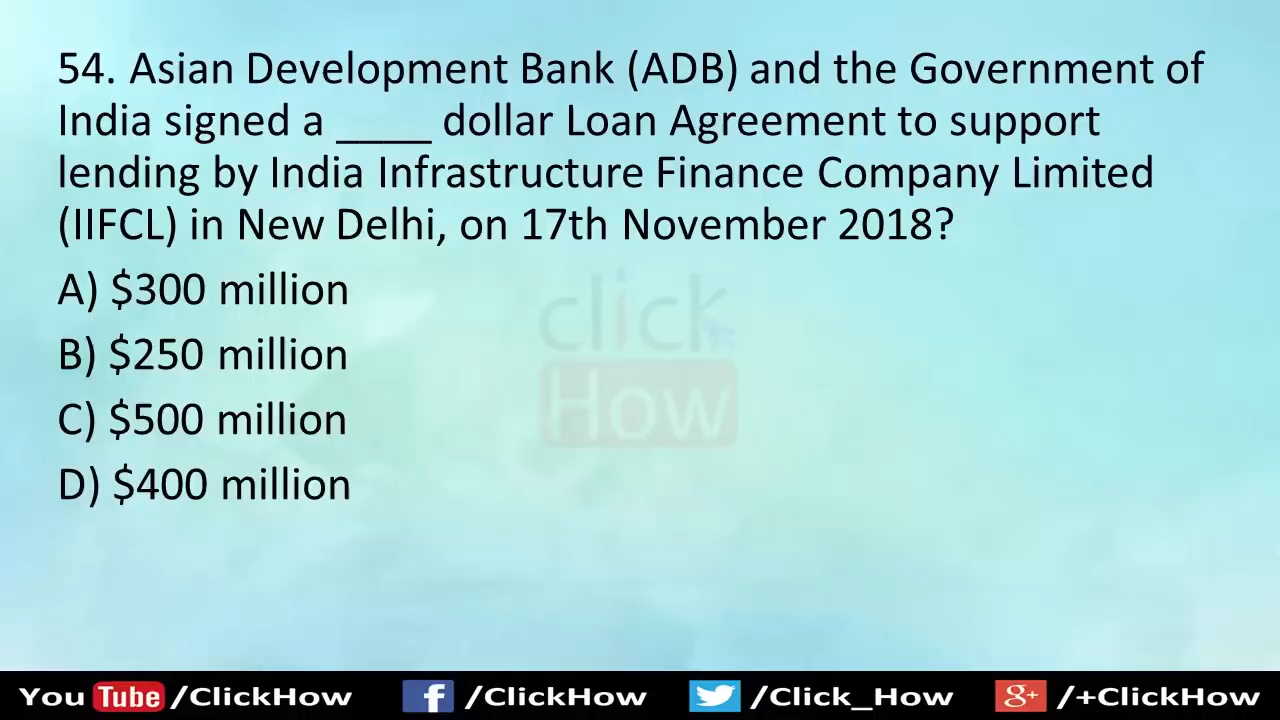 54. Asian Development Bank (ADB) and the Government of
India signed a ____ dollar Loan Agreement to support
lending by India Infrastructure Finance Company Limited
(IIFCL) in New Delhi, on 17th November 2018?
A) $300 million
B) $250 million
C) $500 million
D) $400 million
click
How
You Tube /ClickHow f /ClickHow /Click_How g+ /+ClickHow